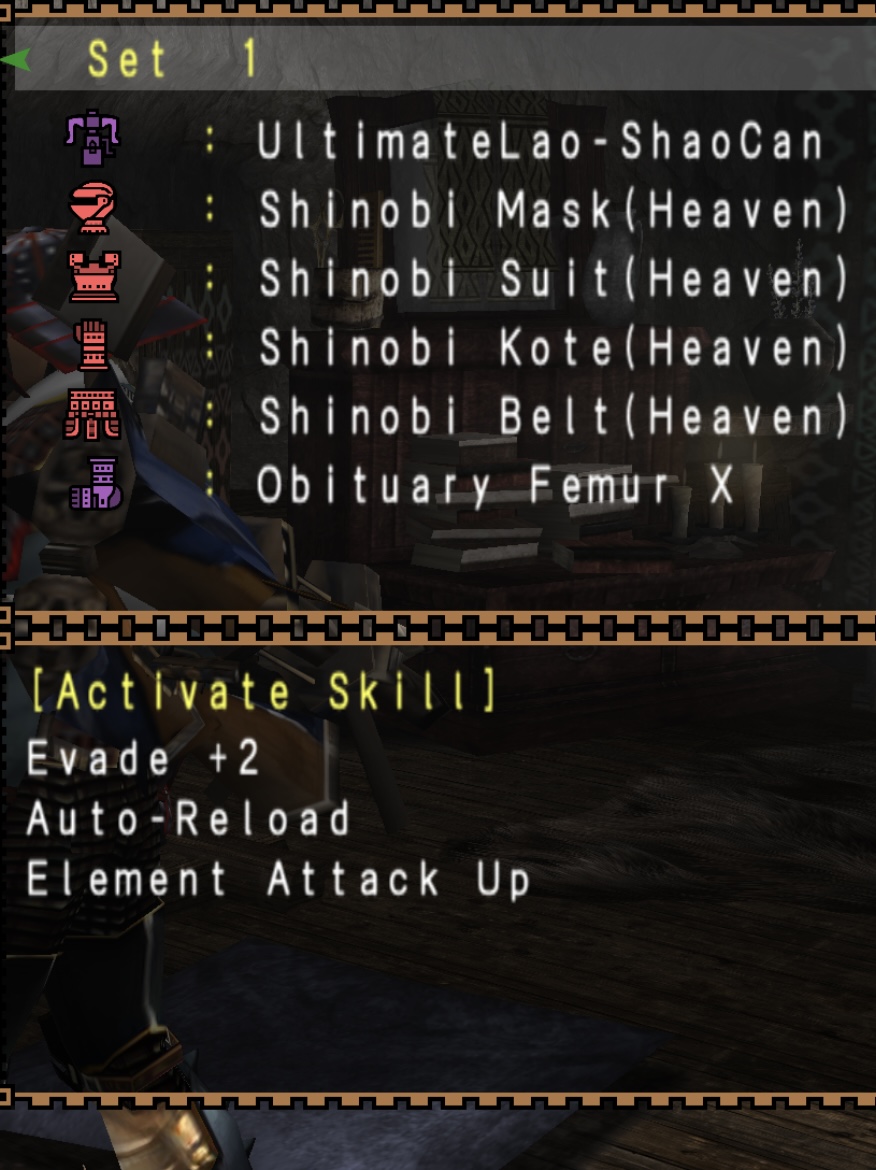 Set 1
: UltimateLao-ShaoCan
: Shinobi Mask(Heaven)
: Shinobi Suit(Heaven)
: Shinobi Kote(Heaven)
: Shinobi Belt(Heaven)
: Obituary Femur X
[Activate Skill]
Evade +2
Auto-Reload
Element Attack Up